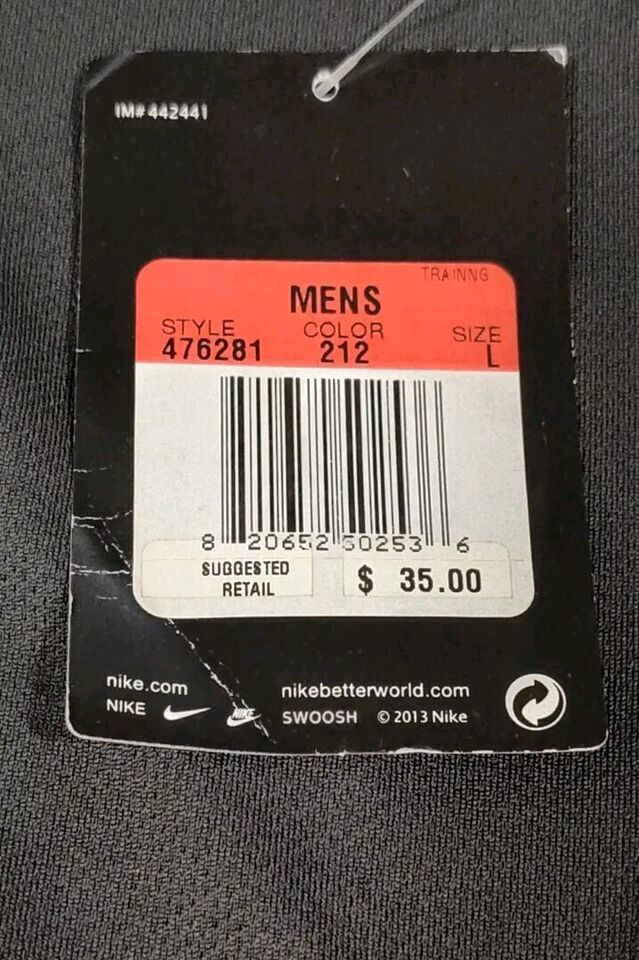 IM# 442441
TRAINNG
MENS
STYLE COLOR SIZE
476281 212 L
8 20652 50253 6
SUGGESTED
RETAIL
$ 35.00
nike.com nikebetterworld.com
NIKE NIKE SWOOSH © 2013 Nike